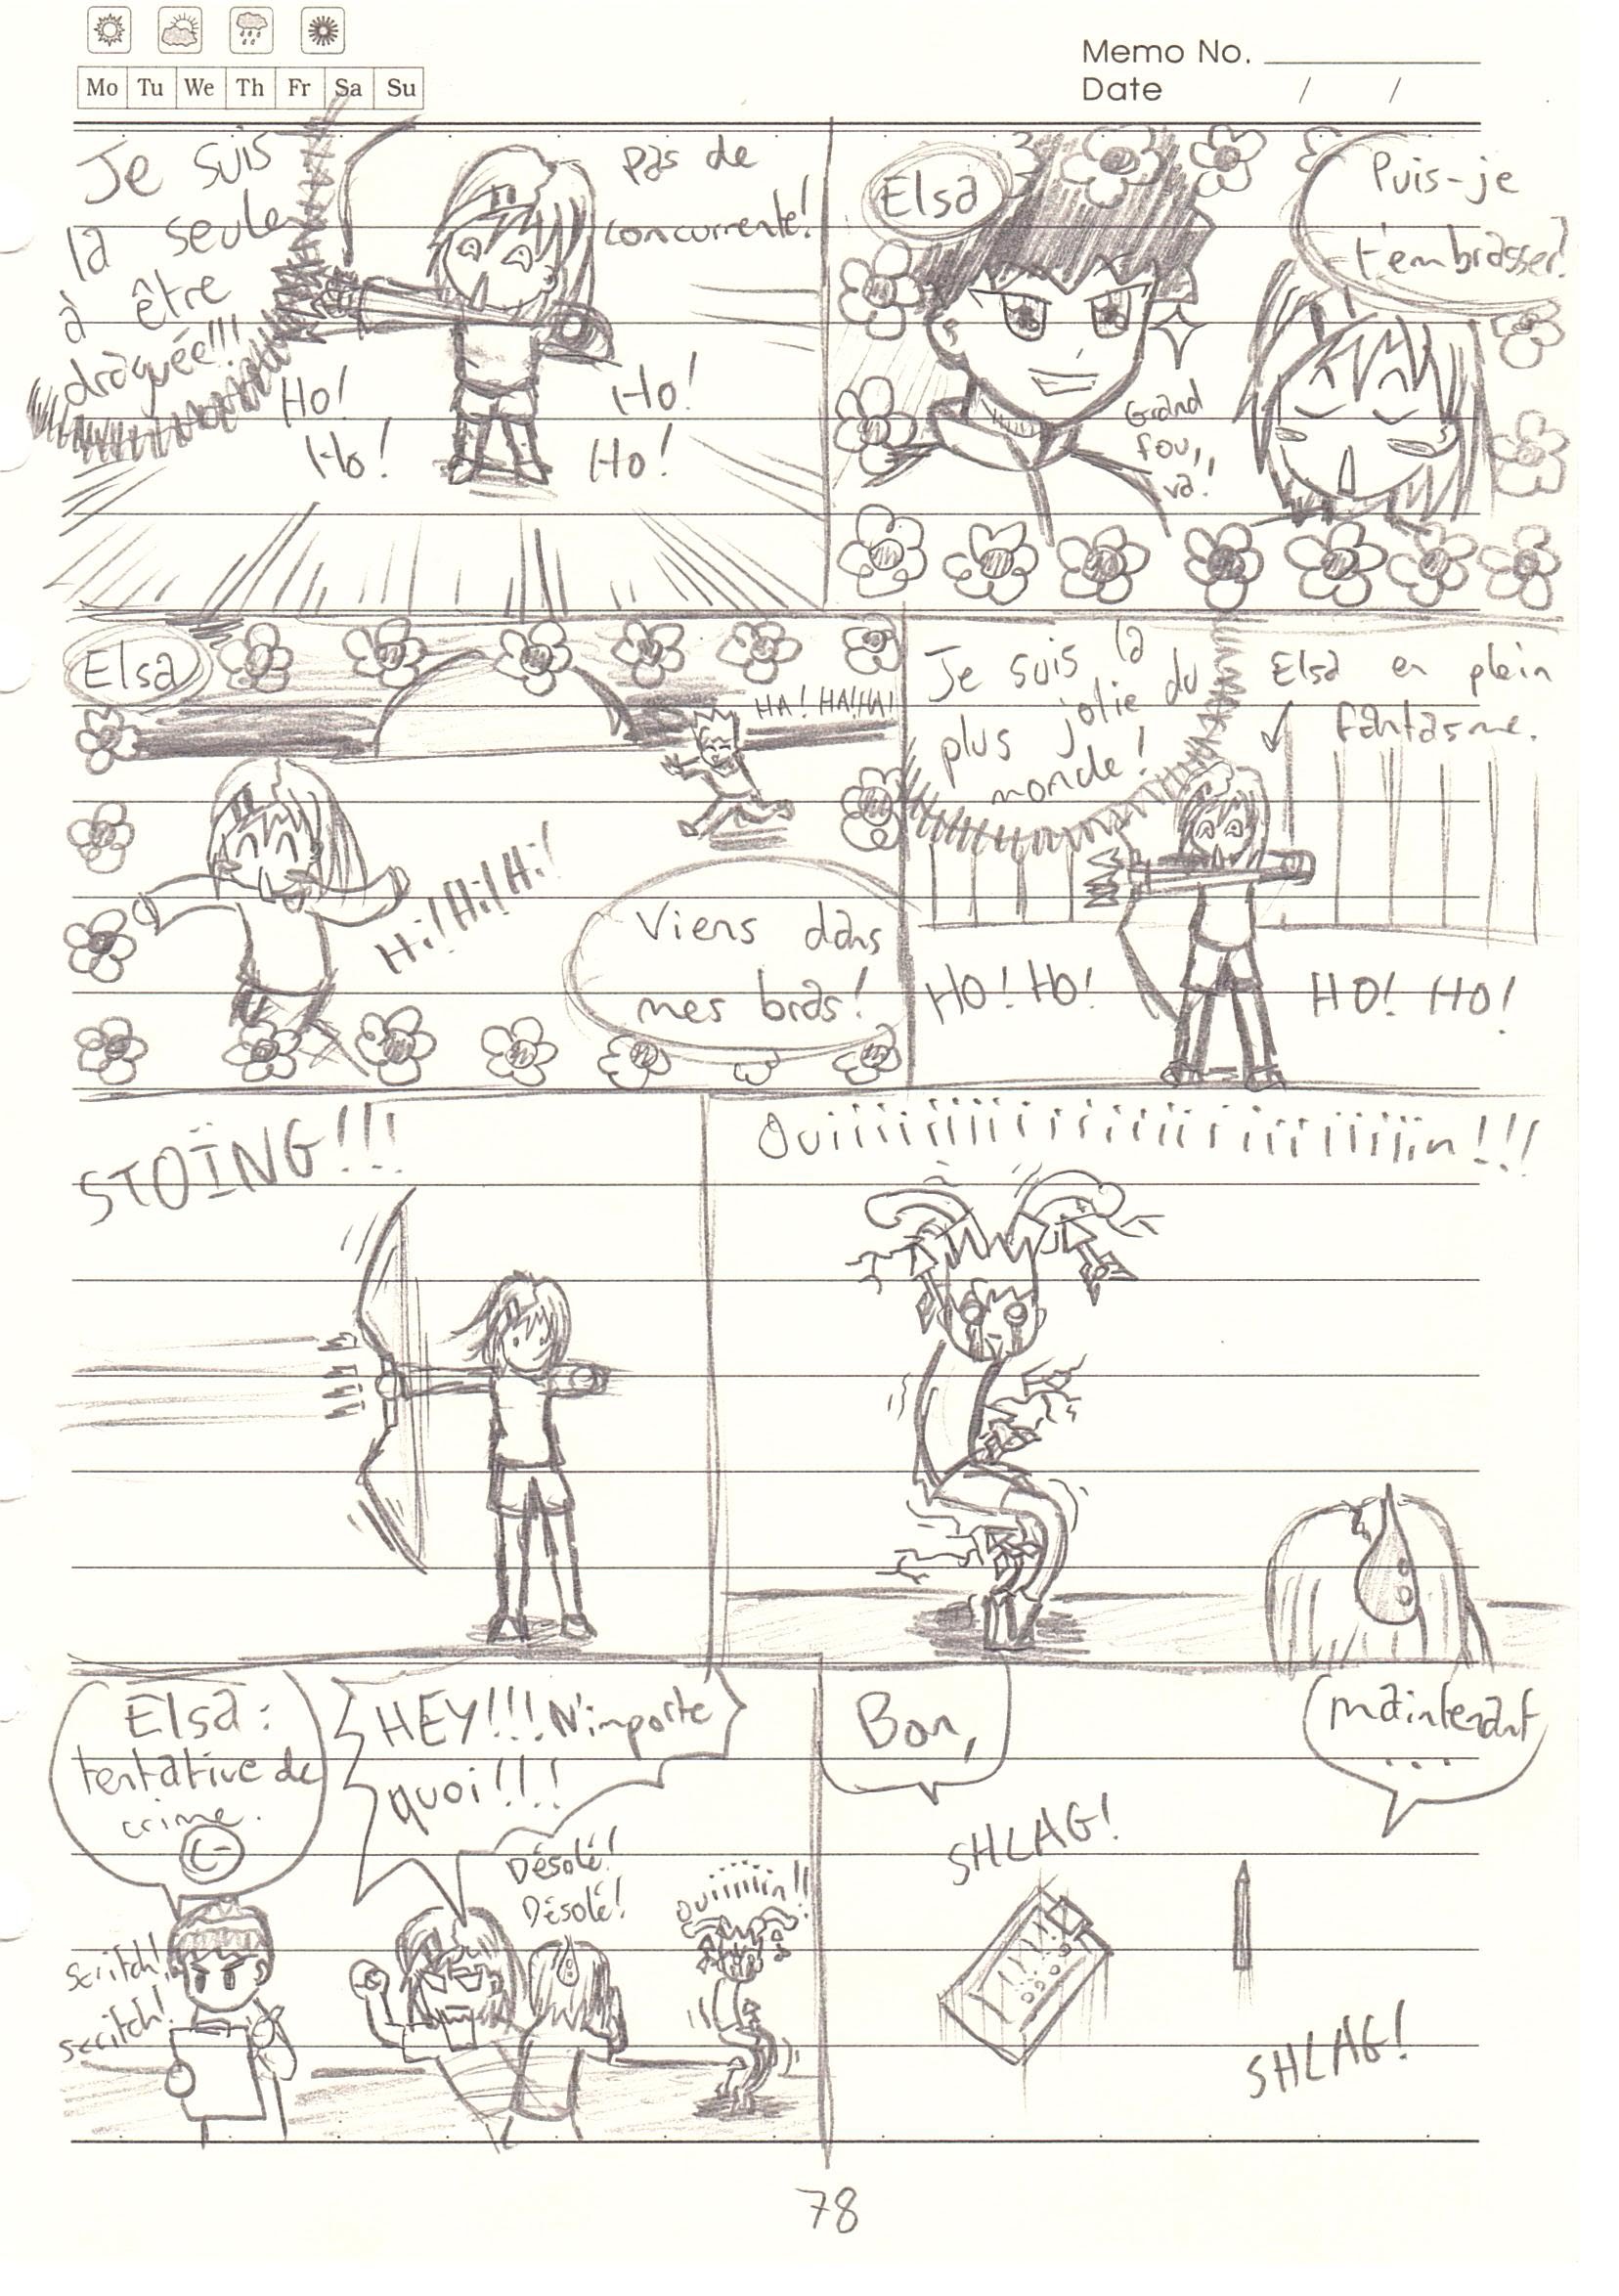 Mo Tu We Th Fr Sa Su
Memo No.
Date / /
Je suis
la seule
à être
draguée!!!
pas de
concurrente!
Ho!
Ho!
Ho!
Ho!
Elsa
Puis-je
t'embrasser?
Grand
fou,
va!
Elsa
HA! HA! HA!
Hi! Hi! Hi!
Viens dans
mes bras!
Je suis la
plus jolie du
monde!
Elsa en plein
fantasme.
HO! HO!
HO! HO!
STOÏNG!!!
Ouiiiiiiiiiiiiiiiiiiiiiiiiiiiin!!!
Elsa:
tentative de
crime.
C-
HEY!!! N'importe
quoi!!!
Désolé!
Désolé!
Ouiiiiiin!!
scritch!
scritch!
Bon,
maintenant
...
SHLAG!
SHLAG!
78